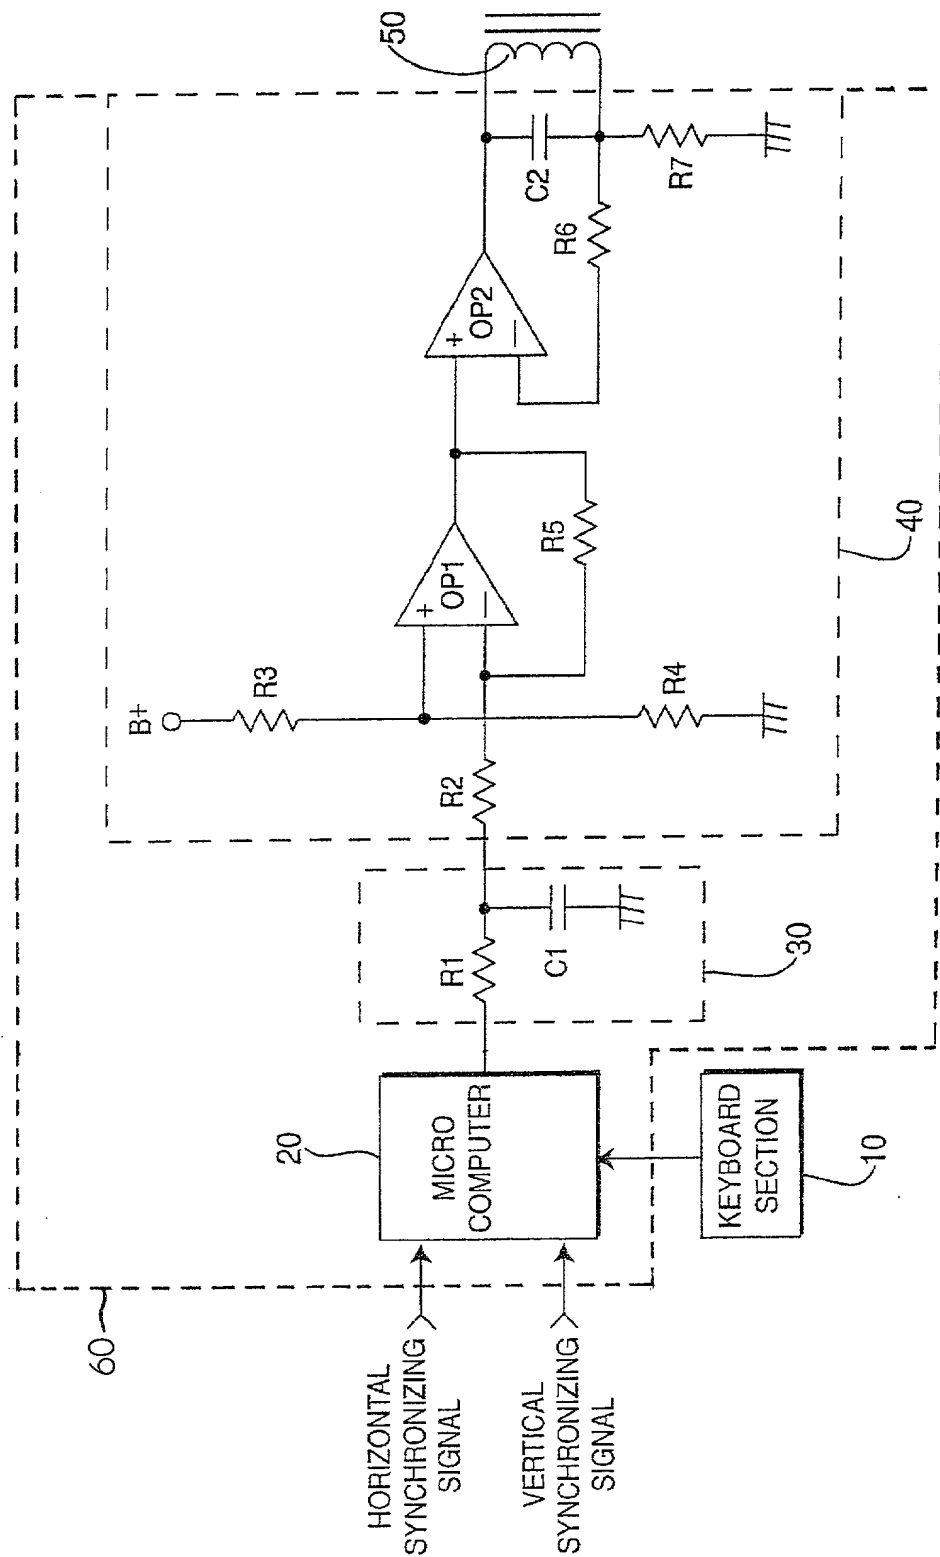 60
HORIZONTAL
SYNCHRONIZING
SIGNAL
VERTICAL
SYNCHRONIZING
SIGNAL
20
MICRO
COMPUTER
KEYBOARD
SECTION
10
R1
C1
30
B+
R3
R2
R4
+
OP1
−
R5
+
OP2
−
R6
C2
R7
40
50